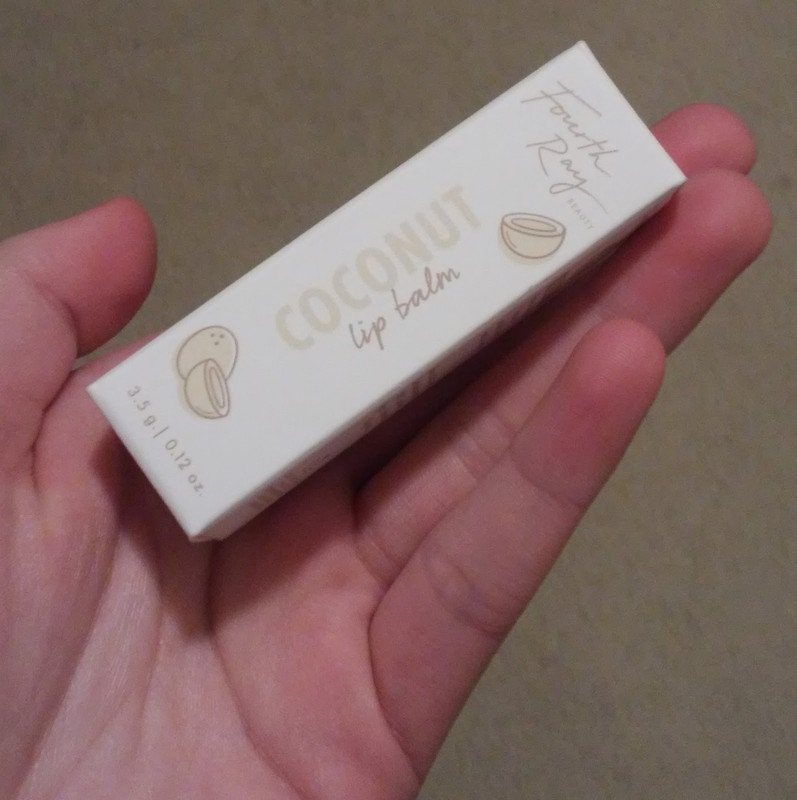 Fourth
Ray
BEAUTY
COCONUT
lip balm
3.5 g. | 0.12 oz.